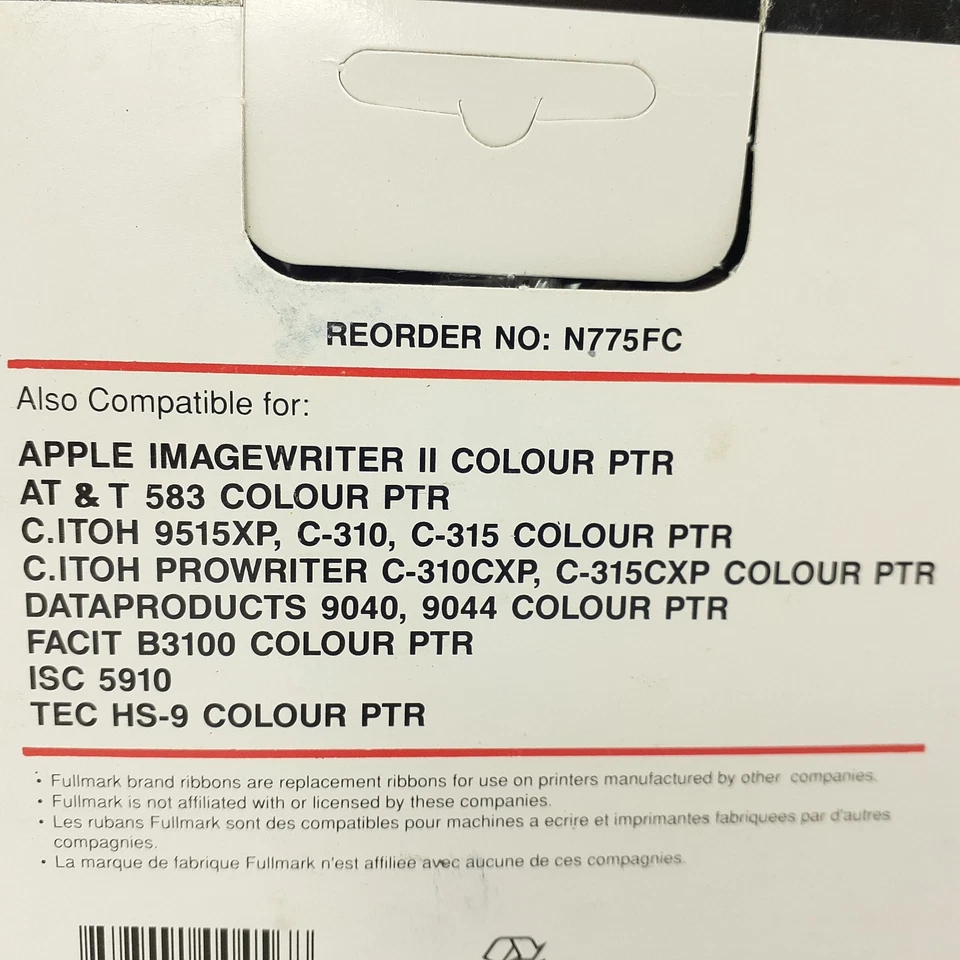 REORDER NO: N775FC
Also Compatible for:
APPLE IMAGEWRITER II COLOUR PTR
AT & T 583 COLOUR PTR
C.ITOH 9515XP, C-310, C-315 COLOUR PTR
C.ITOH PROWRITER C-310CXP, C-315CXP COLOUR PTR
DATAPRODUCTS 9040, 9044 COLOUR PTR
FACIT B3100 COLOUR PTR
ISC 5910
TEC HS-9 COLOUR PTR
• Fullmark brand ribbons are replacement ribbons for use on printers manufactured by other companies.
• Fullmark is not affiliated with or licensed by these companies.
• Les rubans Fullmark sont des compatibles pour machines a ecrire et imprimantes fabriquees par d'autres
compagnies.
• La marque de fabrique Fullmark n'est affiliee avec aucune de ces compagnies.